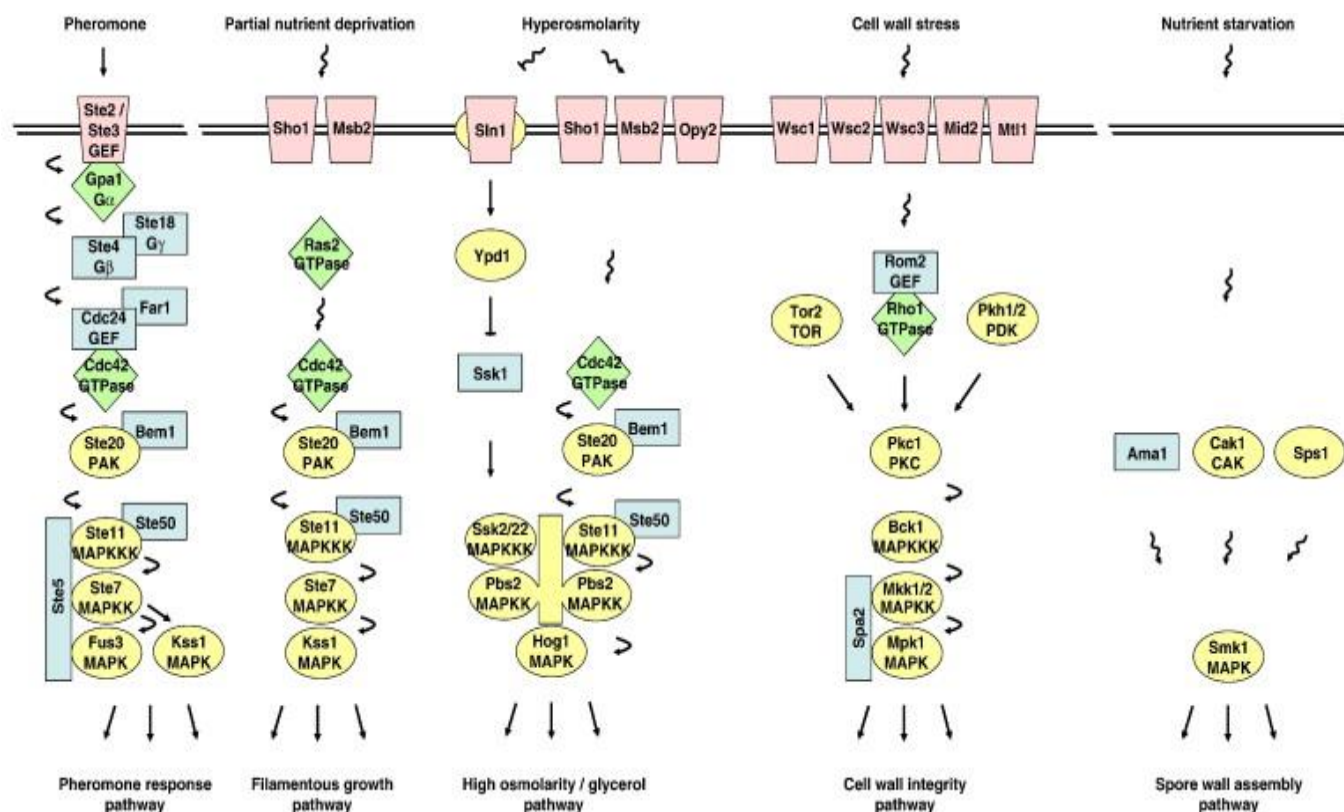 Pheromone
Partial nutrient deprivation
Hyperosmolarity
Cell wall stress
Nutrient starvation
Ste2 /
Ste3
GEF
Sho1
Msb2
Sln1
Sho1
Msb2
Opy2
Wsc1
Wsc2
Wsc3
Mid2
Mtl1
Gpa1
Gα
Ste18
Gγ
Ste4
Gβ
Ras2
GTPase
Ypd1
Rom2
GEF
Far1
Cdc24
GEF
Tor2
TOR
Rho1
GTPase
Pkh1/2
PDK
Cdc42
GTPase
Cdc42
GTPase
Ssk1
Cdc42
GTPase
Bem1
Ste20
PAK
Bem1
Ste20
PAK
Bem1
Ste20
PAK
Pkc1
PKC
Ama1
Cak1
CAK
Sps1
Ste50
Ste11
MAPKKK
Ste50
Ste11
MAPKKK
Ssk2/22
MAPKKK
Ste50
Ste11
MAPKKK
Bck1
MAPKKK
Ste5
Ste7
MAPKK
Ste7
MAPKK
Pbs2
MAPKK
Pbs2
MAPKK
Spa2
Mkk1/2
MAPKK
Fus3
MAPK
Kss1
MAPK
Kss1
MAPK
Hog1
MAPK
Mpk1
MAPK
Smk1
MAPK
Pheromone response
pathway
Filamentous growth
pathway
High osmolarity / glycerol
pathway
Cell wall integrity
pathway
Spore wall assembly
pathway